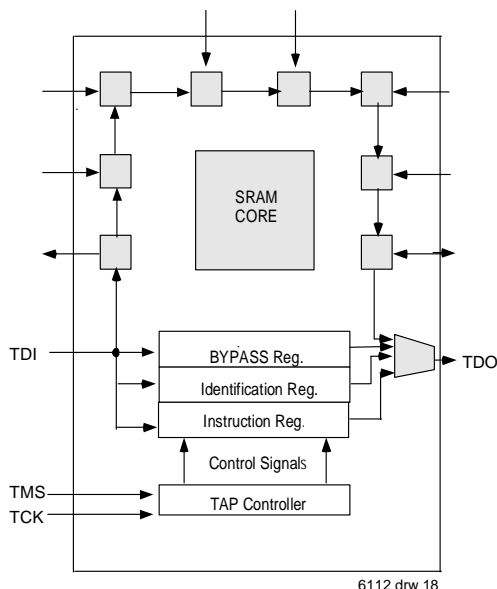 SRAM
CORE
TDI
BYPASS Reg.
TDO
Identification Reg.
Instruction Reg.
Control Signals
TMS
TAP Controller
TCK
6112 drw 18